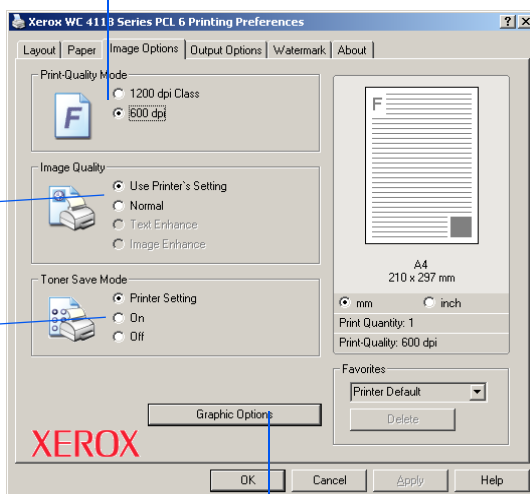 Xerox WC 4118 Series PCL 6 Printing Preferences
Layout Paper Image Options Output Options Watermark About
Print-Quality Mode
F
1200 dpi Class
600 dpi
Image Quality
Use Printer`s Setting
Normal
Text Enhance
Image Enhance
Toner Save Mode
Printer Setting
On
Off
Graphic Options
XEROX
F
A4
210 x 297 mm
mm inch
Print Quantity: 1
Print-Quality: 600 dpi
Favorites
Printer Default
Delete
OK Cancel Apply Help